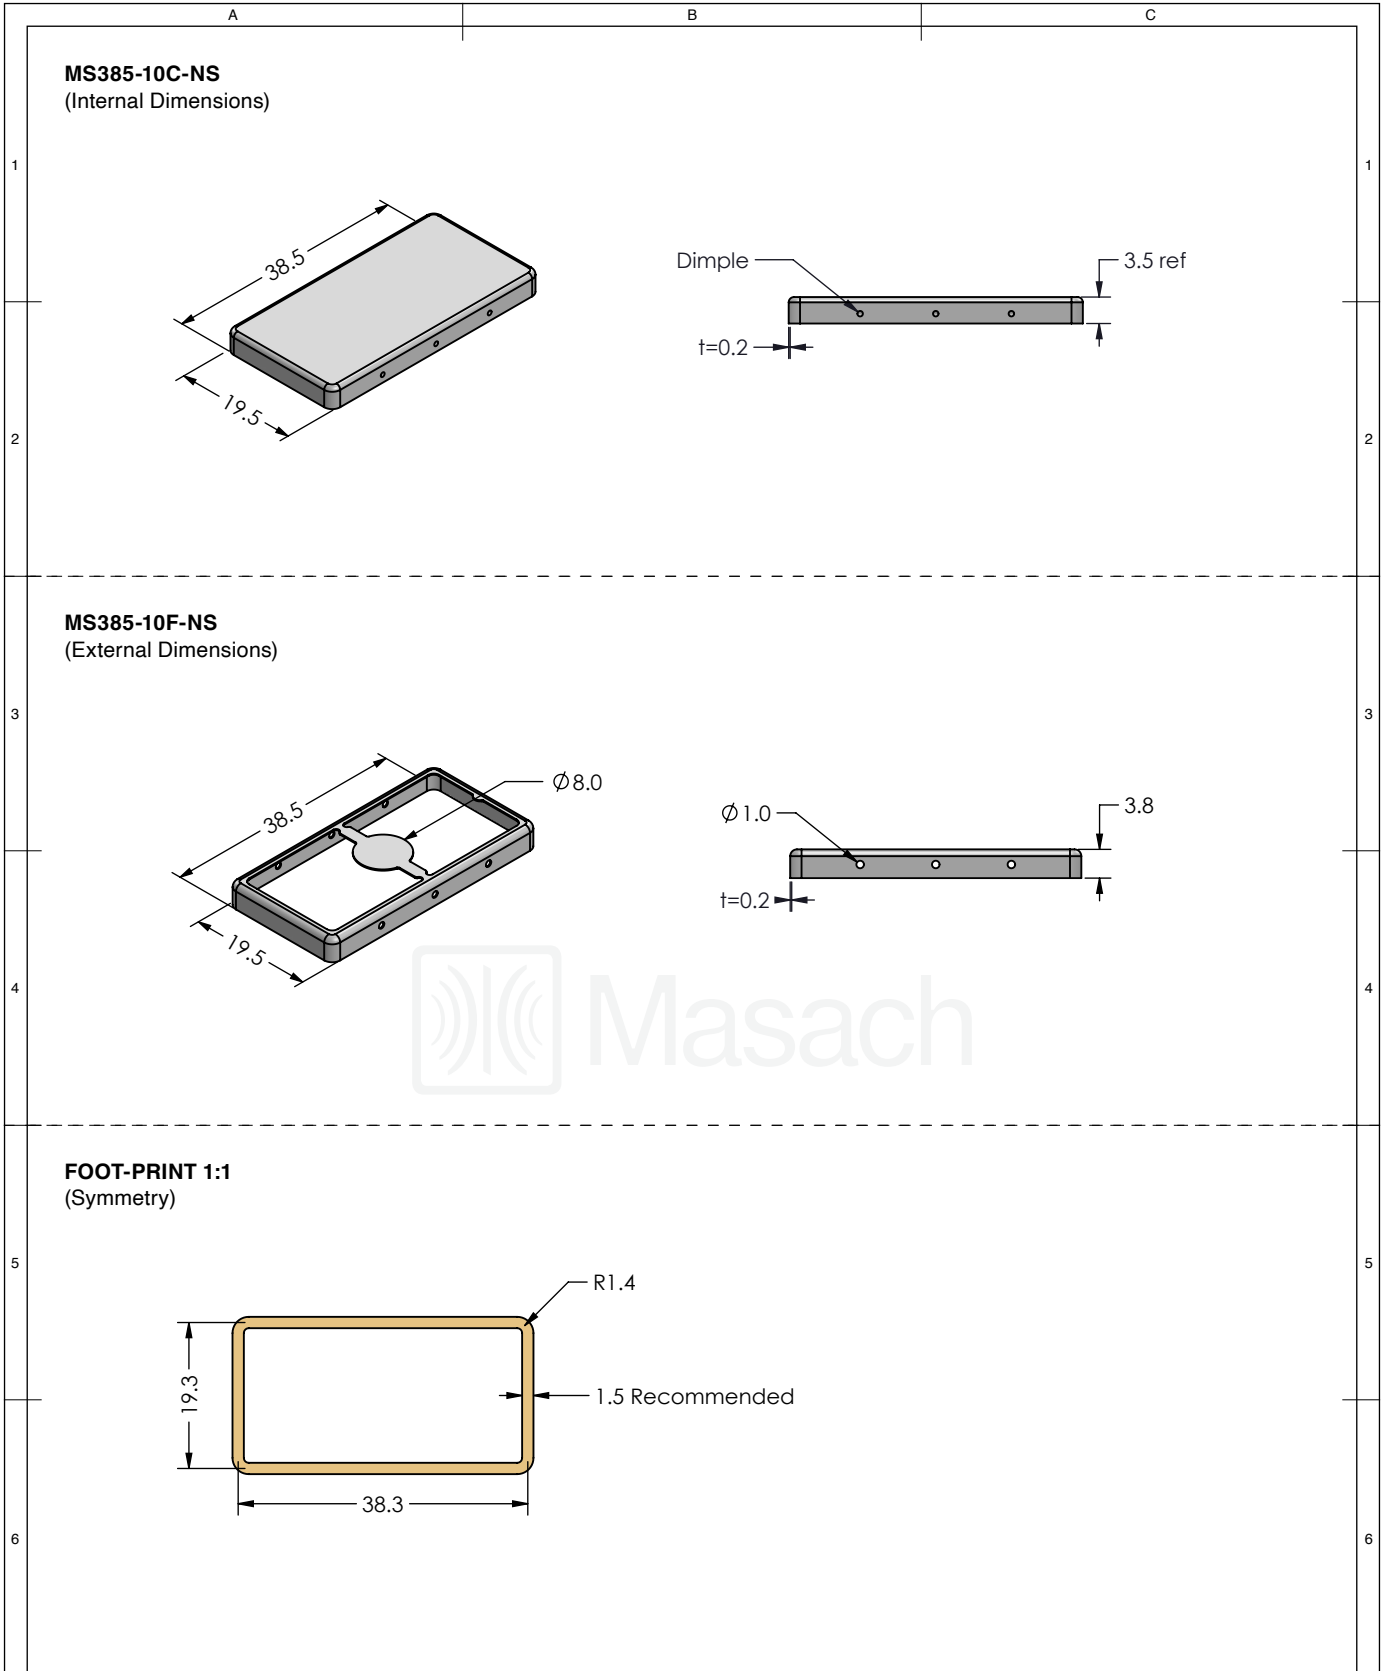 A B C
MS385-10C-NS
(Internal Dimensions)
1 1
38.5
Dimple
3.5 ref
t=0.2
19.5
2 2
MS385-10F-NS
(External Dimensions)
3 3
38.5
Ø8.0
Ø1.0
3.8
t=0.2
19.5
Masach
4 4
FOOT-PRINT 1:1
(Symmetry)
5 5
R1.4
19.3
1.5 Recommended
38.3
6 6